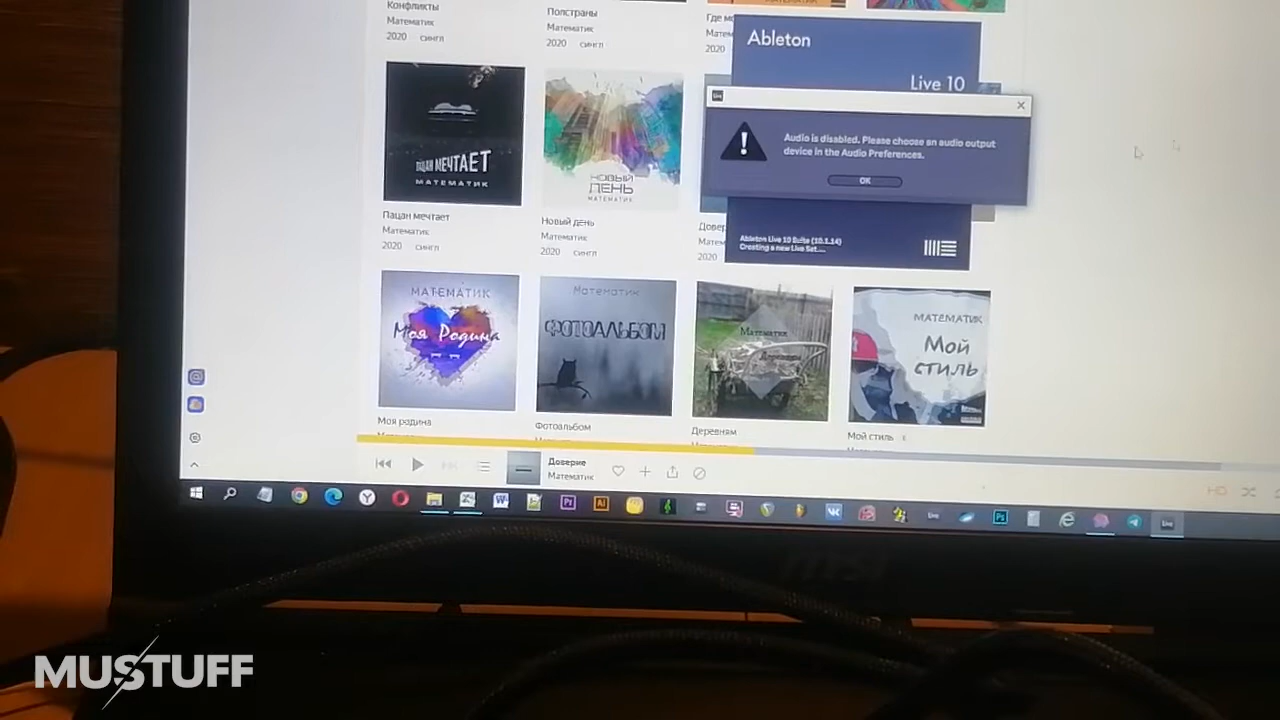 Конфликты
Математик
2020 сингл
Полстраны
Математик
2020 сингл
2020
Ableton
Live 10
Live
Audio is disabled. Please choose an audio output
device in the Audio Preferences.
OK
Ableton Live 10 Suite (10.1.14)
Creating a new Live Set...
ПАЦАН МЕЧТАЕТ
МАТЕМАТИК
Пацан мечтает
Математик
2020 сингл
НОВЫЙ
ДЕНЬ
МАТЕМАТИК
Новый день
Математик
2020 сингл
2020
МАТЕМАТИК
Моя Родина
Моя родина
Математик
ФОТОАЛЬБОМ
Фотоальбом
Математик
Деревням
Деревням
МАТЕМАТИК
Мой
стиль
Мой стиль E
Доверие
Математик
HD
msi
MUSTUFF